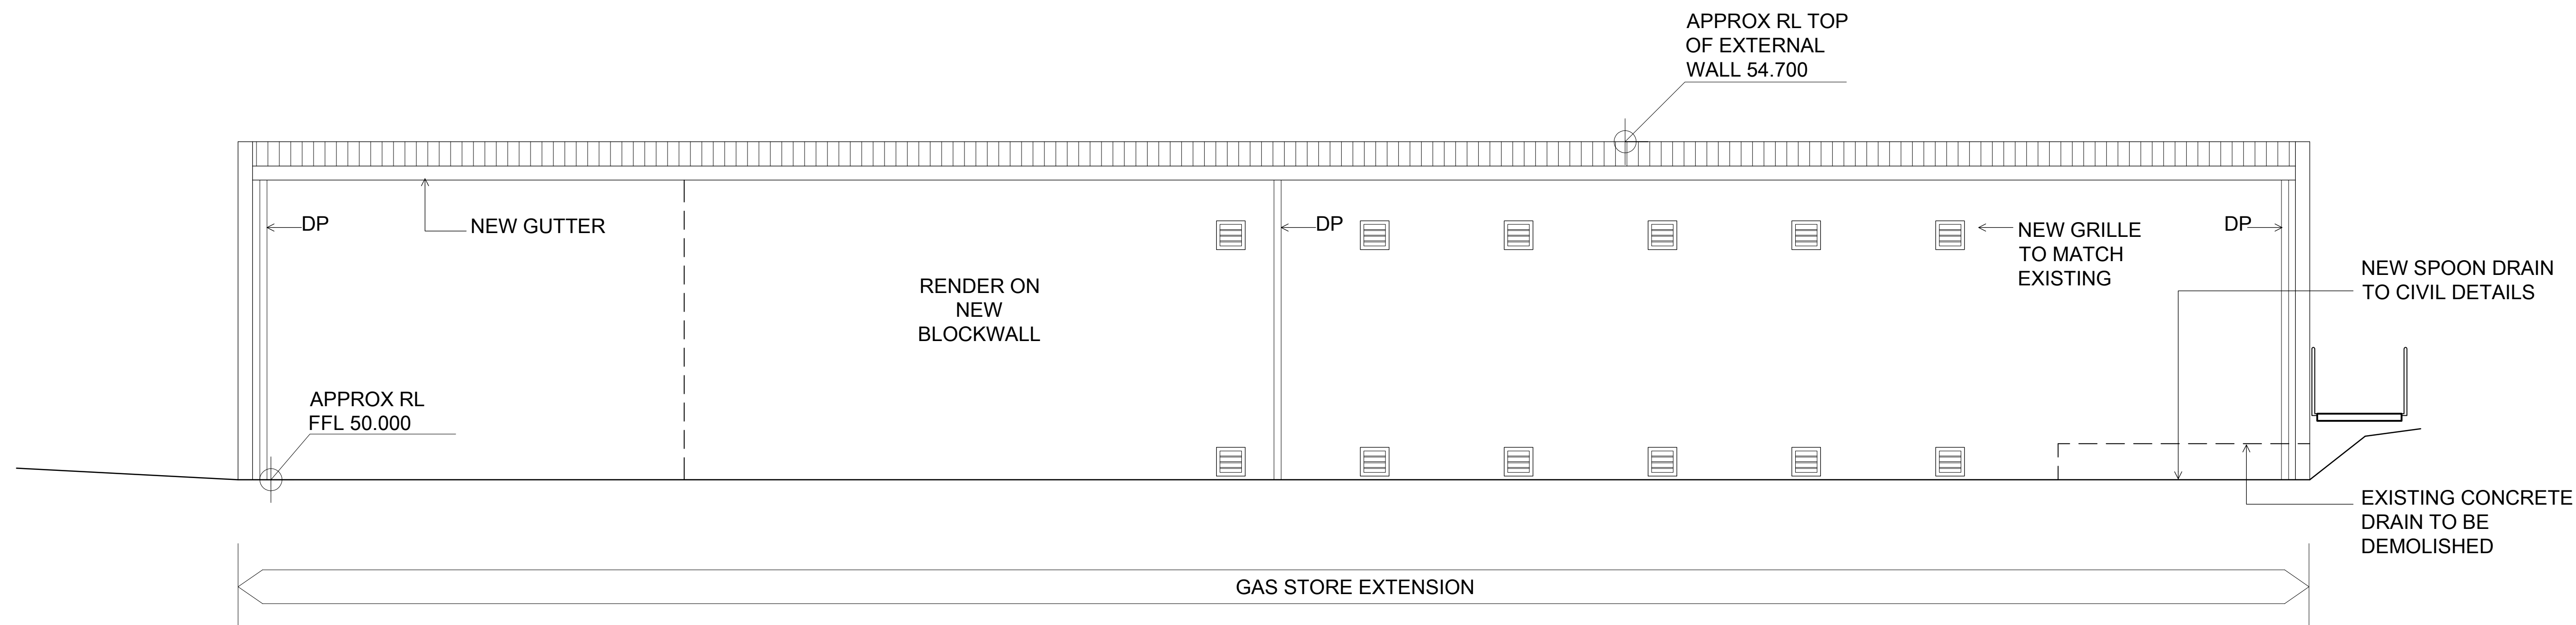 APPROX RL TOP
OF EXTERNAL
WALL 54.700
DP
NEW GUTTER
DP
DP
NEW GRILLE
TO MATCH
EXISTING
NEW SPOON DRAIN
TO CIVIL DETAILS
RENDER ON
NEW
BLOCKWALL
APPROX RL
FFL 50.000
EXISTING CONCRETE
DRAIN TO BE
DEMOLISHED
GAS STORE EXTENSION